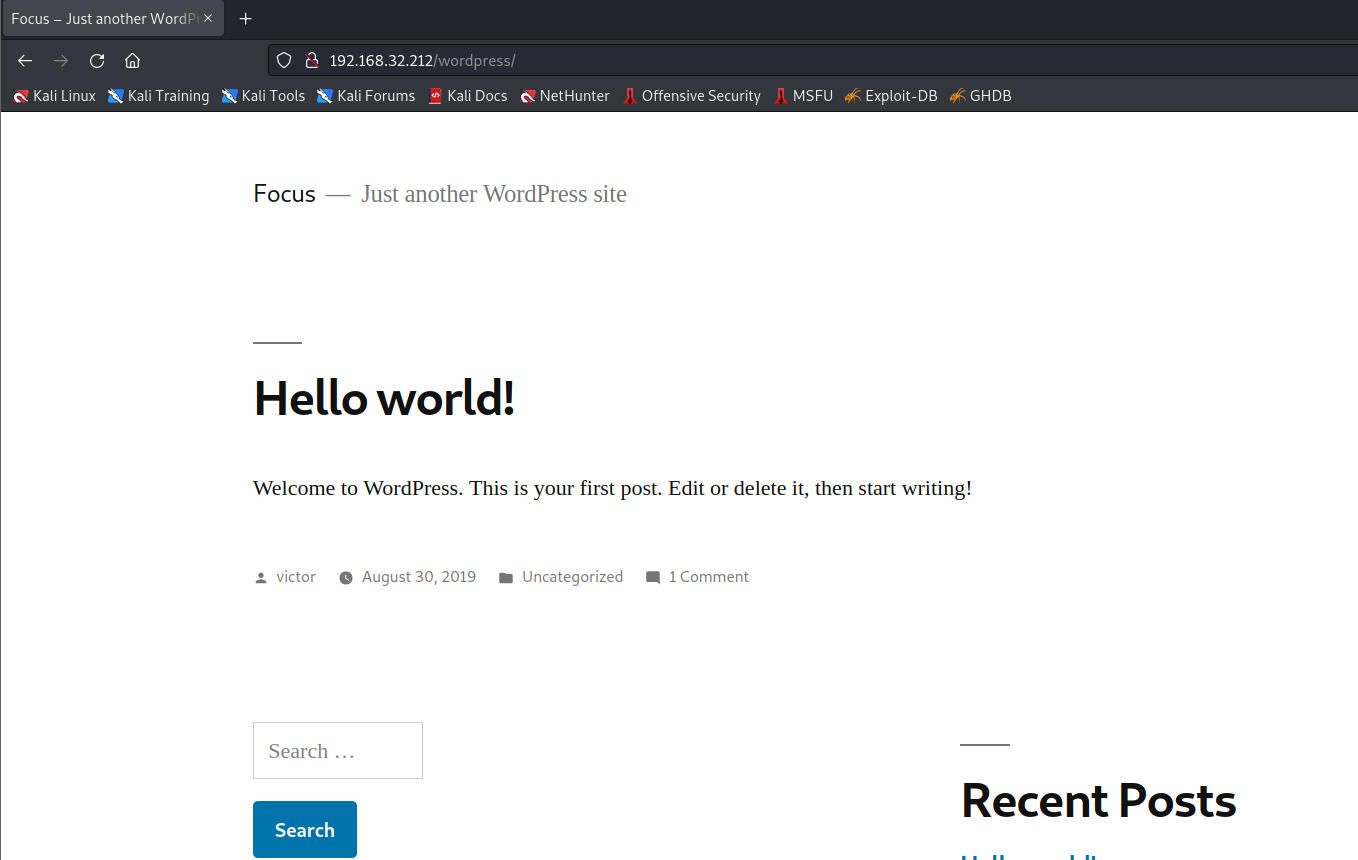 Focus – Just another WordPr
192.168.32.212/wordpress/
Kali Linux Kali Training Kali Tools Kali Forums Kali Docs NetHunter Offensive Security MSFU Exploit-DB GHDB
Focus — Just another WordPress site
Hello world!
Welcome to WordPress. This is your first post. Edit or delete it, then start writing!
victor August 30, 2019 Uncategorized 1 Comment
Search …
Search
Recent Posts
Hello world!